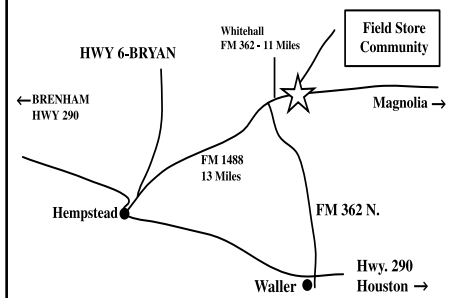 Whitehall
FM 362 - 11 Miles
Field Store
Community
HWY 6-BRYAN
←BRENHAM
HWY 290
Magnolia →
FM 1488
13 Miles
Hempstead
FM 362 N.
Hwy. 290
Houston →
Waller